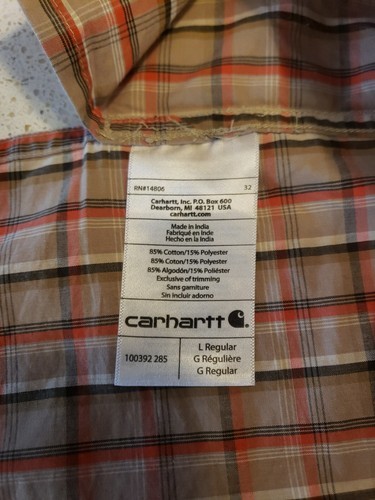 RN#14806 32
Carhartt, Inc. P.O. Box 600
Dearborn, MI 48121 USA
carhartt.com
Made in India
Fabriqué en Inde
Hecho en la India
85% Cotton/15% Polyester
85% Coton/15% Polyester
85% Algodón/15% Poliéster
Exclusive of trimming
Sans garniture
Sin incluir adorno
carhartt
100392 285
L Regular
G Régulière
G Regular